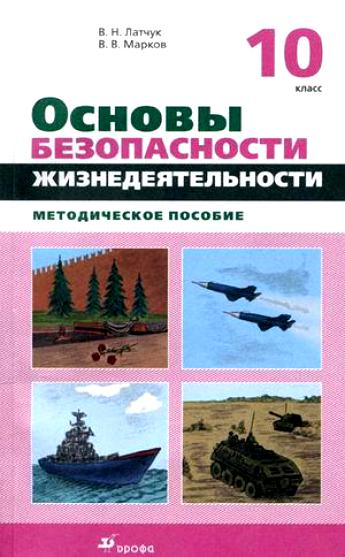 В. Н. Латчук
В. В. Марков
10
класс
Основы
БЕЗОПАСНОСТИ
ЖИЗНЕДЕЯТЕЛЬНОСТИ
МЕТОДИЧЕСКОЕ ПОСОБИЕ
дрофа